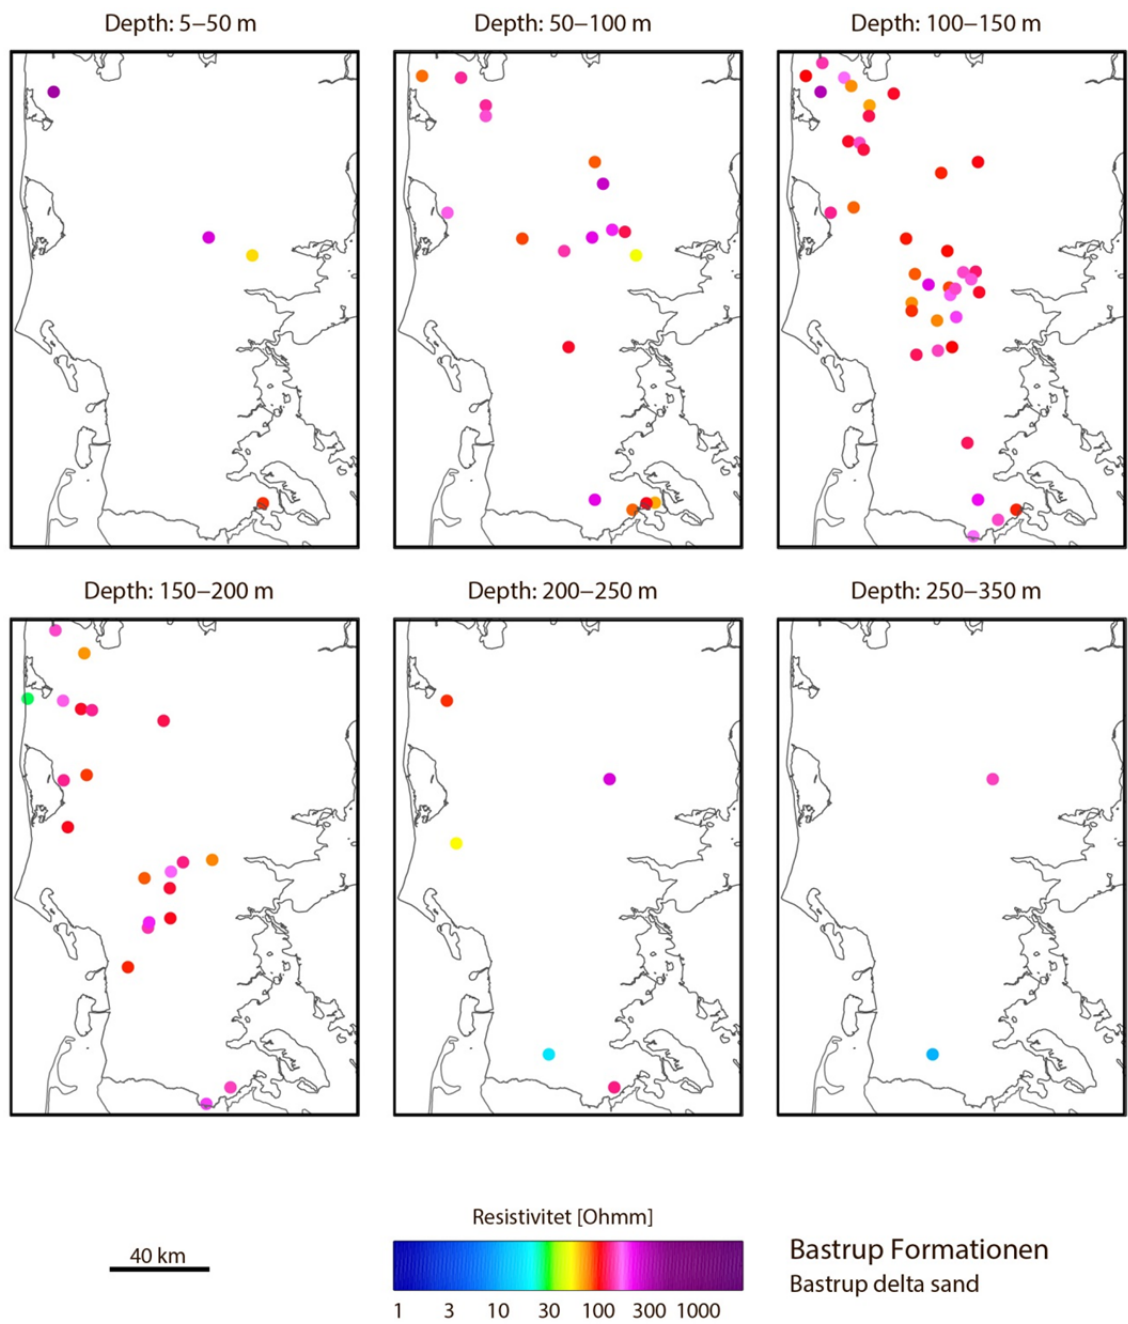 Depth: 5–50 m
Depth: 50–100 m
Depth: 100–150 m
Depth: 150–200 m
Depth: 200–250 m
Depth: 250–350 m
Resistivitet [Ohmm]
40 km
1 3 10 30 100 300 1000
Bastrup Formationen
Bastrup delta sand